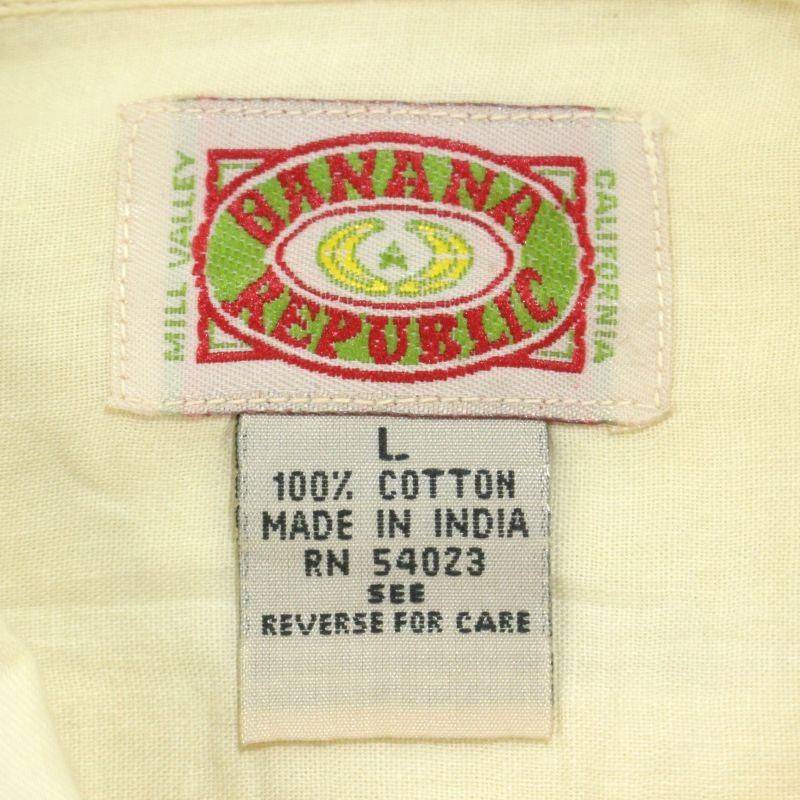 MILL VALLEY
BANANA
REPUBLIC
CALIFORNIA
L
100% COTTON
MADE IN INDIA
RN 54023
SEE
REVERSE FOR CARE